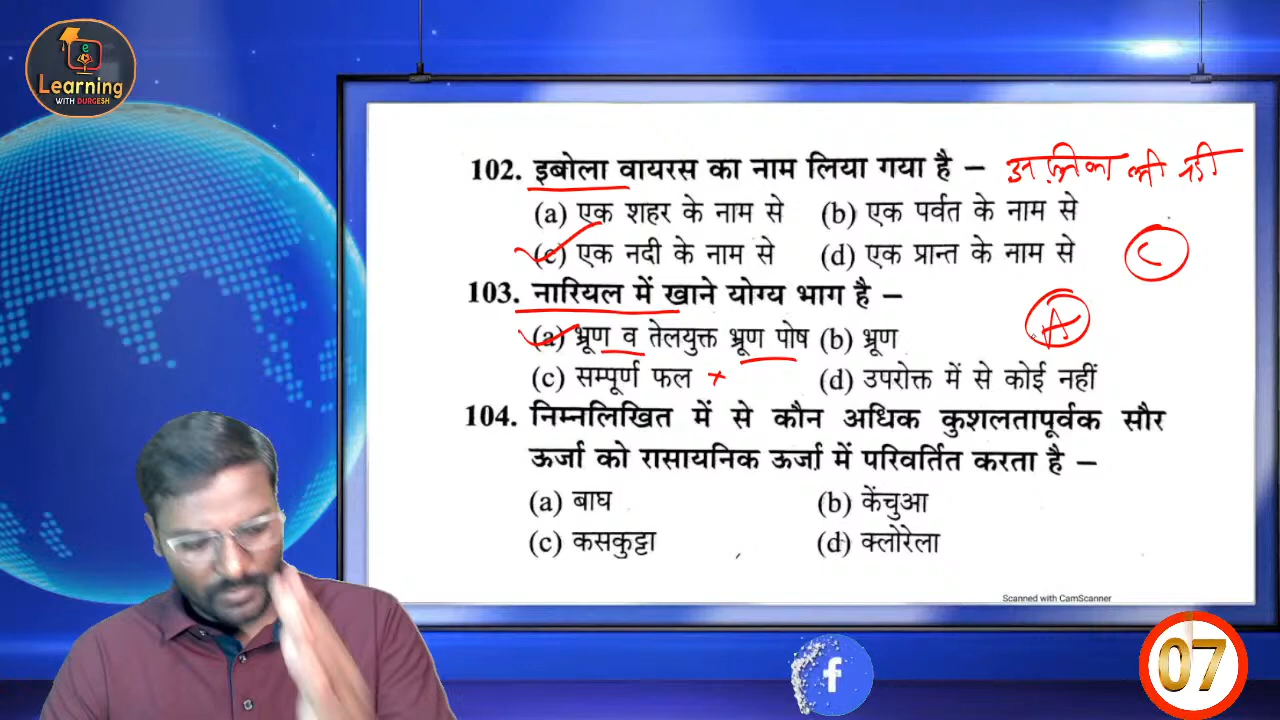 e
Learning
WITH DURGESH
102. इबोला वायरस का नाम लिया गया है –
(a) एक शहर के नाम से (b) एक पर्वत के नाम से
(c) एक नदी के नाम से (d) एक प्रान्त के नाम से
C
103. नारियल में खाने योग्य भाग है –
A
(a) भ्रूण व तेलयुक्त भ्रूण पोष (b) भ्रूण
(c) सम्पूर्ण फल (d) उपरोक्त में से कोई नहीं
104. निम्नलिखित में से कौन अधिक कुशलतापूर्वक सौर
ऊर्जा को रासायनिक ऊर्जा में परिवर्तित करता है –
(a) बाघ (b) केंचुआ
(c) कसकुट्टा (d) क्लोरेला
Scanned with CamScanner
f
07